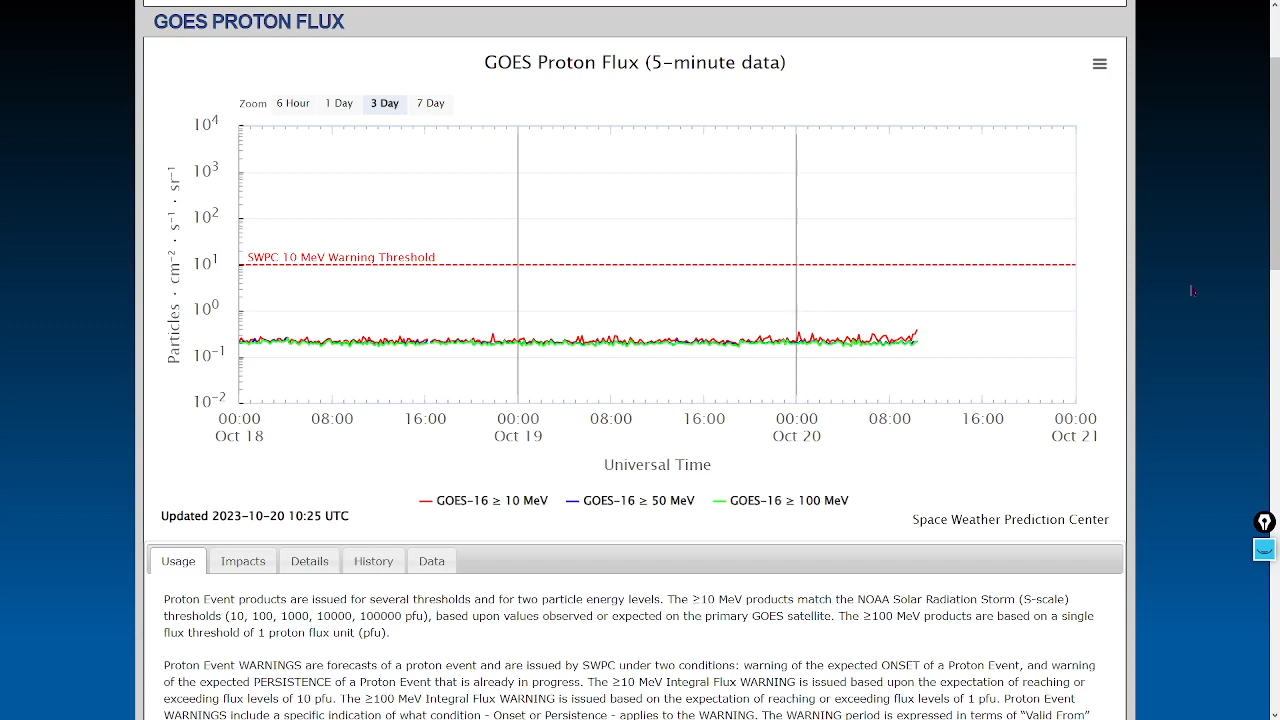 GOES PROTON FLUX
GOES Proton Flux (5-minute data)
Zoom 6 Hour 1 Day 3 Day 7 Day
10⁴
10³
10²
10¹
10⁰
10⁻¹
10⁻²
Particles · cm⁻² · s⁻¹ · sr⁻¹
SWPC 10 MeV Warning Threshold
00:00 08:00 16:00 00:00 08:00 16:00 00:00 08:00 16:00 00:00
Oct 18 Oct 19 Oct 20 Oct 21
Universal Time
GOES-16 ≥ 10 MeV GOES-16 ≥ 50 MeV GOES-16 ≥ 100 MeV
Updated 2023-10-20 10:25 UTC
Space Weather Prediction Center
Usage Impacts Details History Data
Proton Event products are issued for several thresholds and for two particle energy levels. The ≥10 MeV products match the NOAA Solar Radiation Storm (S-scale)
thresholds (10, 100, 1000, 10000, 100000 pfu), based upon values observed or expected on the primary GOES satellite. The ≥100 MeV products are based on a single
flux threshold of 1 proton flux unit (pfu).
Proton Event WARNINGS are forecasts of a proton event and are issued by SWPC under two conditions: warning of the expected ONSET of a Proton Event, and warning
of the expected PERSISTENCE of a Proton Event that is already in progress. The ≥10 MeV Integral Flux WARNING is issued based upon the expectation of reaching or
exceeding flux levels of 10 pfu. The ≥100 MeV Integral Flux WARNING is issued based on the expectation of reaching or exceeding flux levels of 1 pfu. Proton Event
WARNINGS include a specific indication of what condition - Onset or Persistence - applies to the WARNING. The WARNING period is expressed in terms of “Valid From”